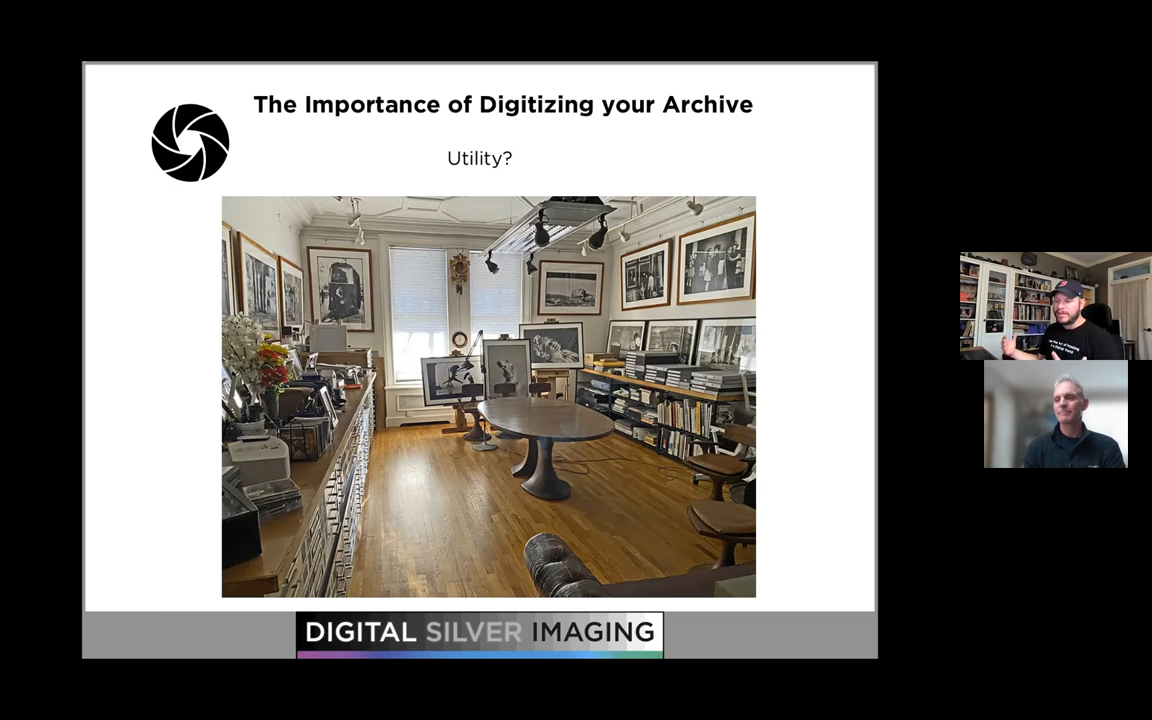 The Importance of Digitizing your Archive
Utility?
DIGITAL SILVER IMAGING